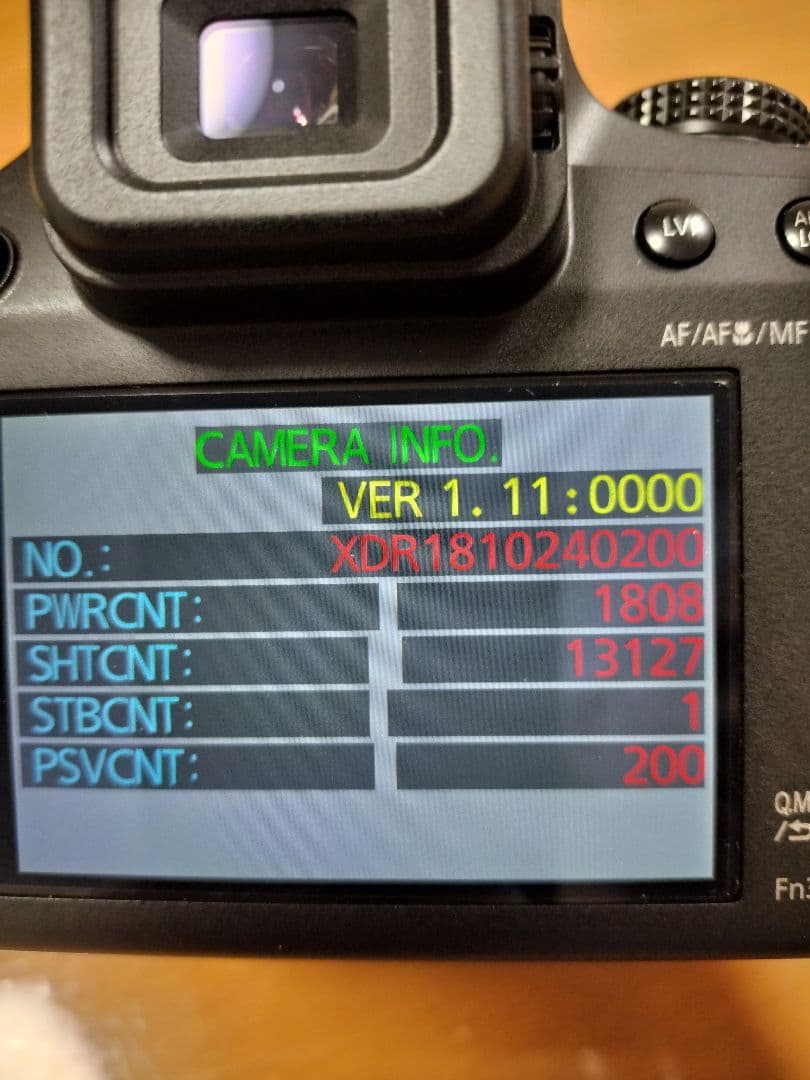 LVF
AF/AF/MF
CAMERA INFO.
VER 1. 11:0000
NO.: XDR1810240200
PWRCNT: 1808
SHTCNT: 13127
STBCNT: 1
PSVCNT: 200
Fn3